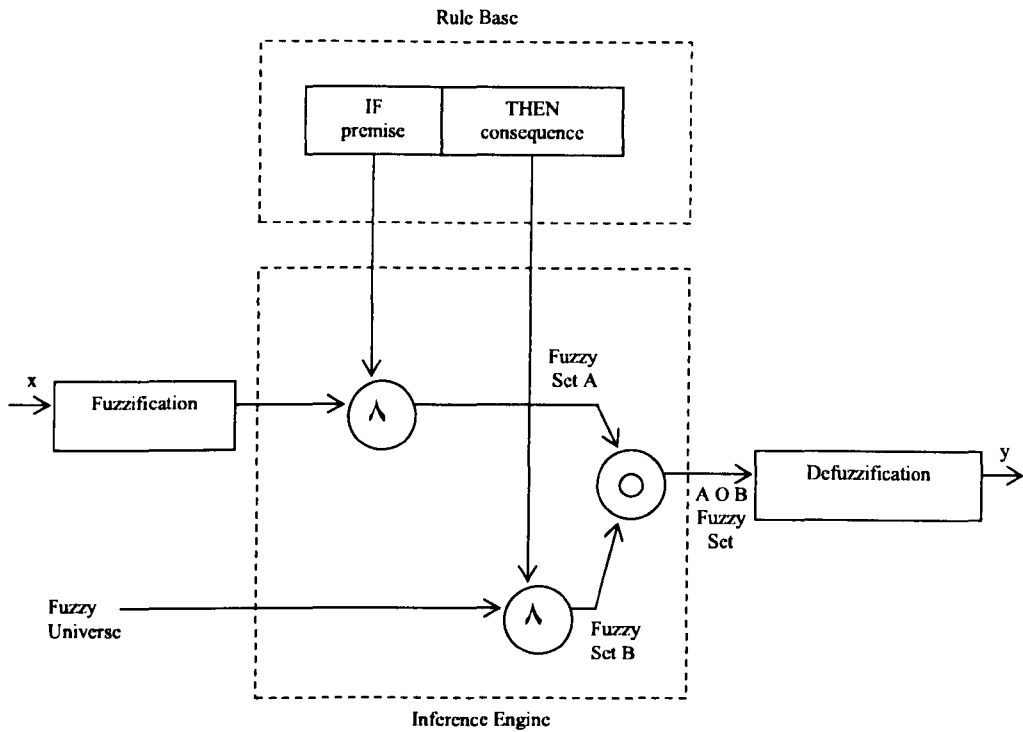 Rule Base
IF
premise
THEN
consequence
Fuzzy
Set A
x
Fuzzification
⋏
y
Defuzzification
A O B
Fuzzy
Set
Fuzzy
Universe
⋏
Fuzzy
Set B
Inference Engine